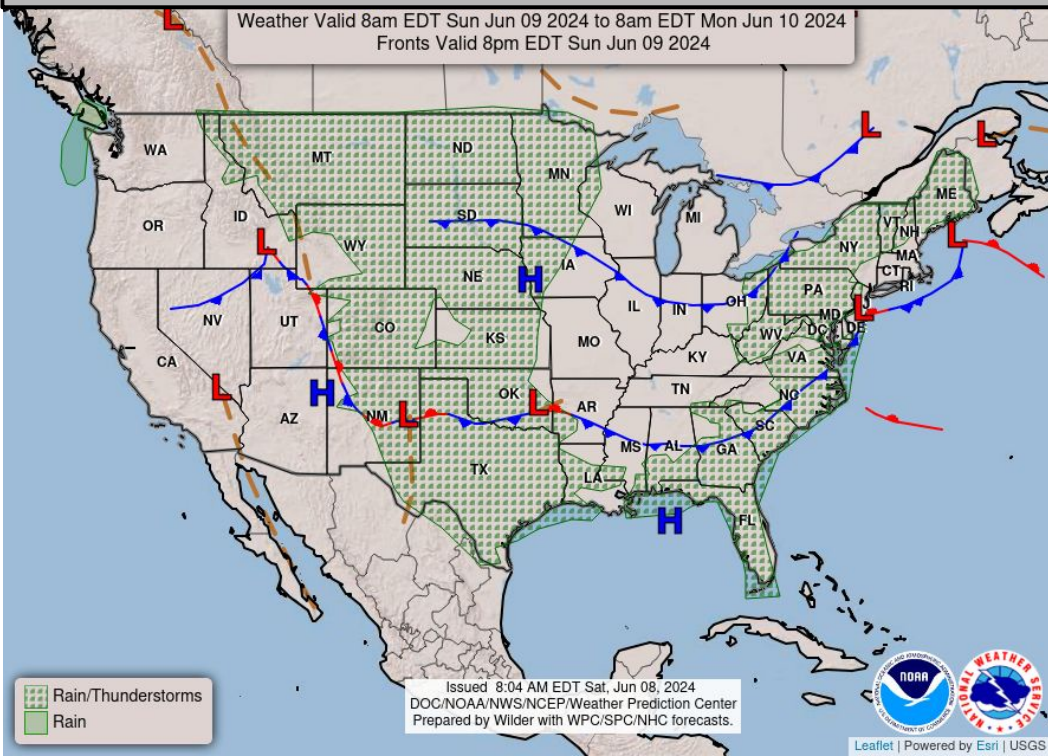 Weather Valid 8am EDT Sun Jun 09 2024 to 8am EDT Mon Jun 10 2024
Fronts Valid 8pm EDT Sun Jun 09 2024
L
L
L
WA
MT
ND
MN
OR
ID
SD
WI
MI
VT
ME
NH
NY
L
WY
L
MA
CT
RI
NE
H
IA
PA
NV
UT
CO
IL
IN
OH
L
MD
DE
DC
KS
MO
WV
VA
CA
KY
L
H
AZ
NM
L
OK
L
AR
TN
NC
SC
MS
AL
GA
TX
LA
H
FL
Rain/Thunderstorms
Rain
Issued 8:04 AM EDT Sat, Jun 08, 2024
DOC/NOAA/NWS/NCEP/Weather Prediction Center
Prepared by Wilder with WPC/SPC/NHC forecasts.
NOAA
NATIONAL WEATHER SERVICE
Leaflet | Powered by Esri | USGS